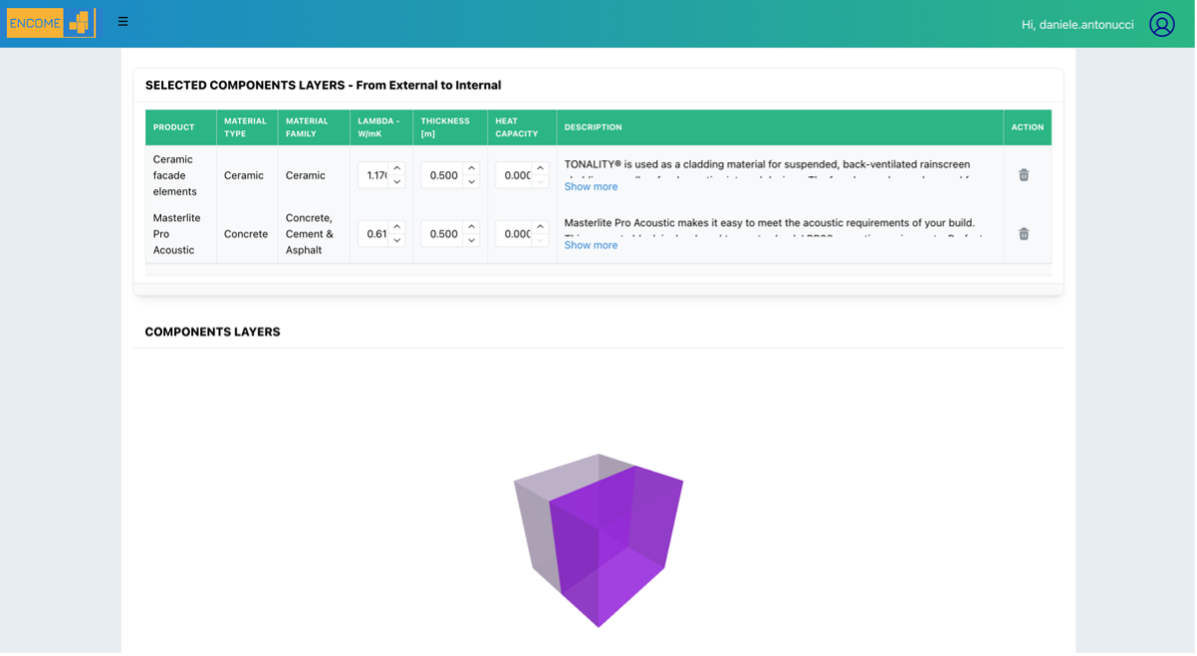 ENCOME
Hi, daniele.antonucci
SELECTED COMPONENTS LAYERS - From External to Internal
PRODUCT MATERIAL TYPE MATERIAL FAMILY LAMBDA - W/mK THICKNESS [m] HEAT CAPACITY DESCRIPTION ACTION
Ceramic facade elements Ceramic Ceramic 1.17 0.500 0.000 TONALITY® is used as a cladding material for suspended, back-ventilated rainscreen
Show more
Masterlite Pro Acoustic Concrete Concrete, Cement & Asphalt 0.61 0.500 0.000 Masterlite Pro Acoustic makes it easy to meet the acoustic requirements of your build.
Show more
COMPONENTS LAYERS